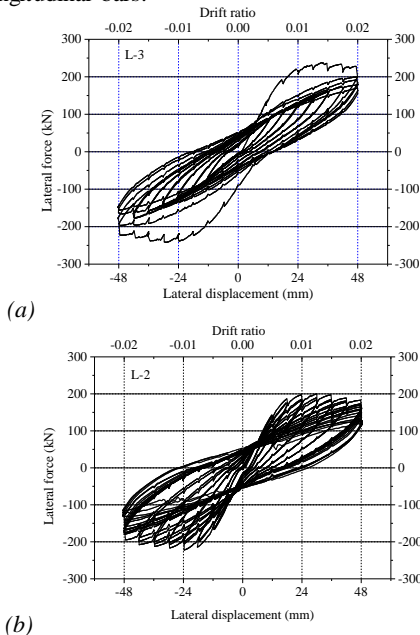 gitudinal bars.
Drift ratio
-0.02 -0.01 0.00 0.01 0.02
300 300
L-3
200 200
100 100
0 0
-100 -100
-200 -200
-300 -300
-48 -24 0 24 48
Lateral force (kN)
Lateral displacement (mm)
(a)
Drift ratio
-0.02 -0.01 0.00 0.01 0.02
300 300
L-2
200 200
100 100
0 0
-100 -100
-200 -200
-300 -300
-48 -24 0 24 48
Lateral force (kN)
Lateral displacement (mm)
(b)